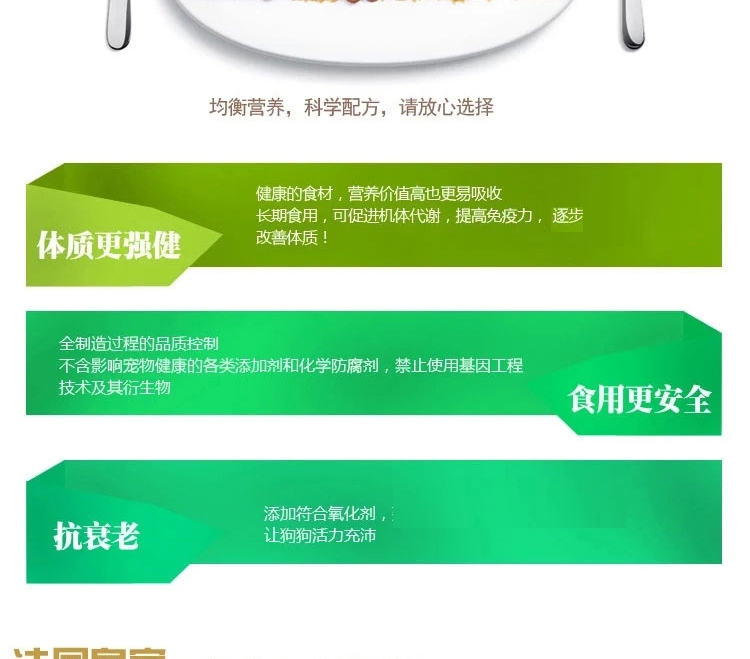 均衡营养，科学配方，请放心选择
健康的食材，营养价值高也更易吸收
长期食用，可促进机体代谢，提高免疫力，逐步
改善体质！
体质更强健
全制造过程的品质控制
不含影响宠物健康的各类添加剂和化学防腐剂，禁止使用基因工程
技术及其衍生物
食用更安全
添加符合氧化剂，
让狗狗活力充沛
抗衰老